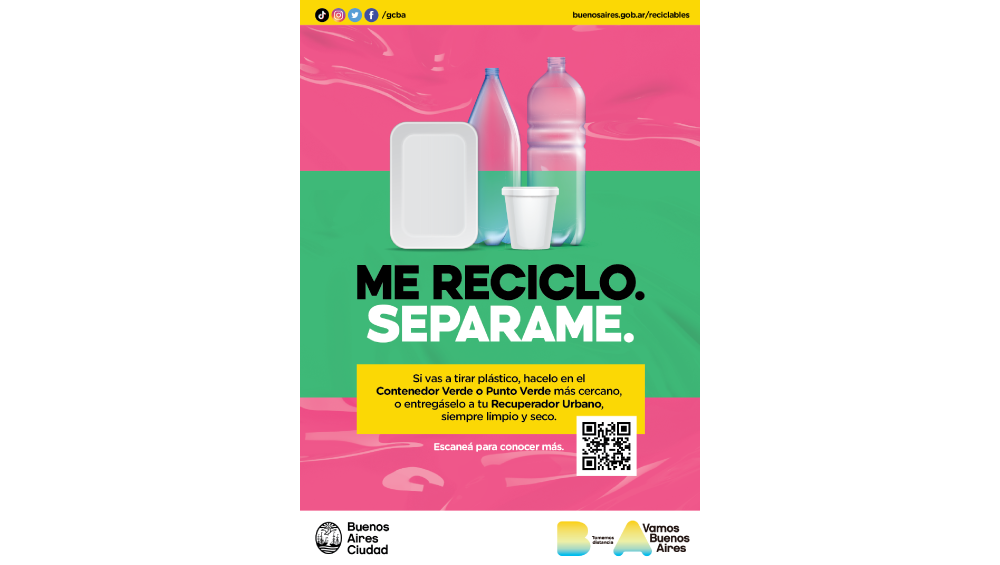 /gcba
buenosaires.gob.ar/reciclables
ME RECICLO.
SEPARAME.
Si vas a tirar plástico, hacelo en el
Contenedor Verde o Punto Verde más cercano,
o entregáselo a tu Recuperador Urbano,
siempre limpio y seco.
Escaneá para conocer más.
Buenos
Aires
Ciudad
B
Tomemos
distancia
A
Vamos
Buenos
Aires